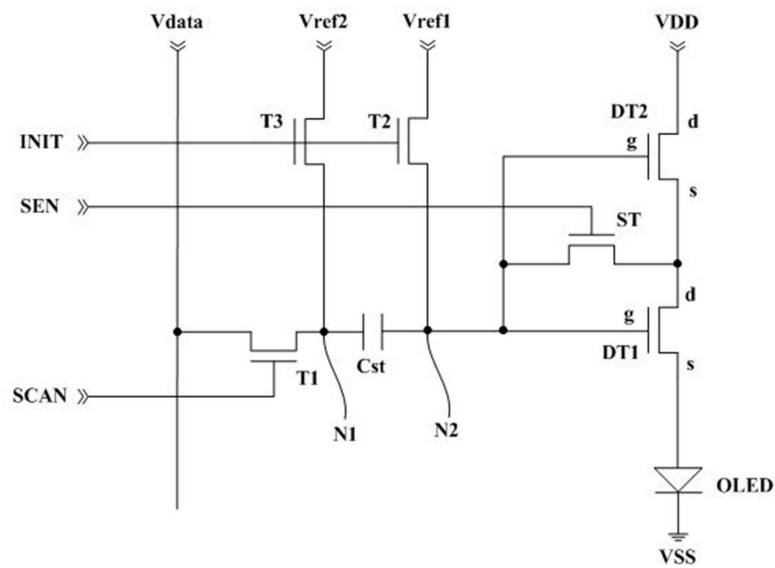 Vdata Vref2 Vref1 VDD
DT2
d
T3 T2
INIT
g
s
SEN
ST
d
g
DT1
Cst
T1
s
SCAN
N1 N2
OLED
VSS